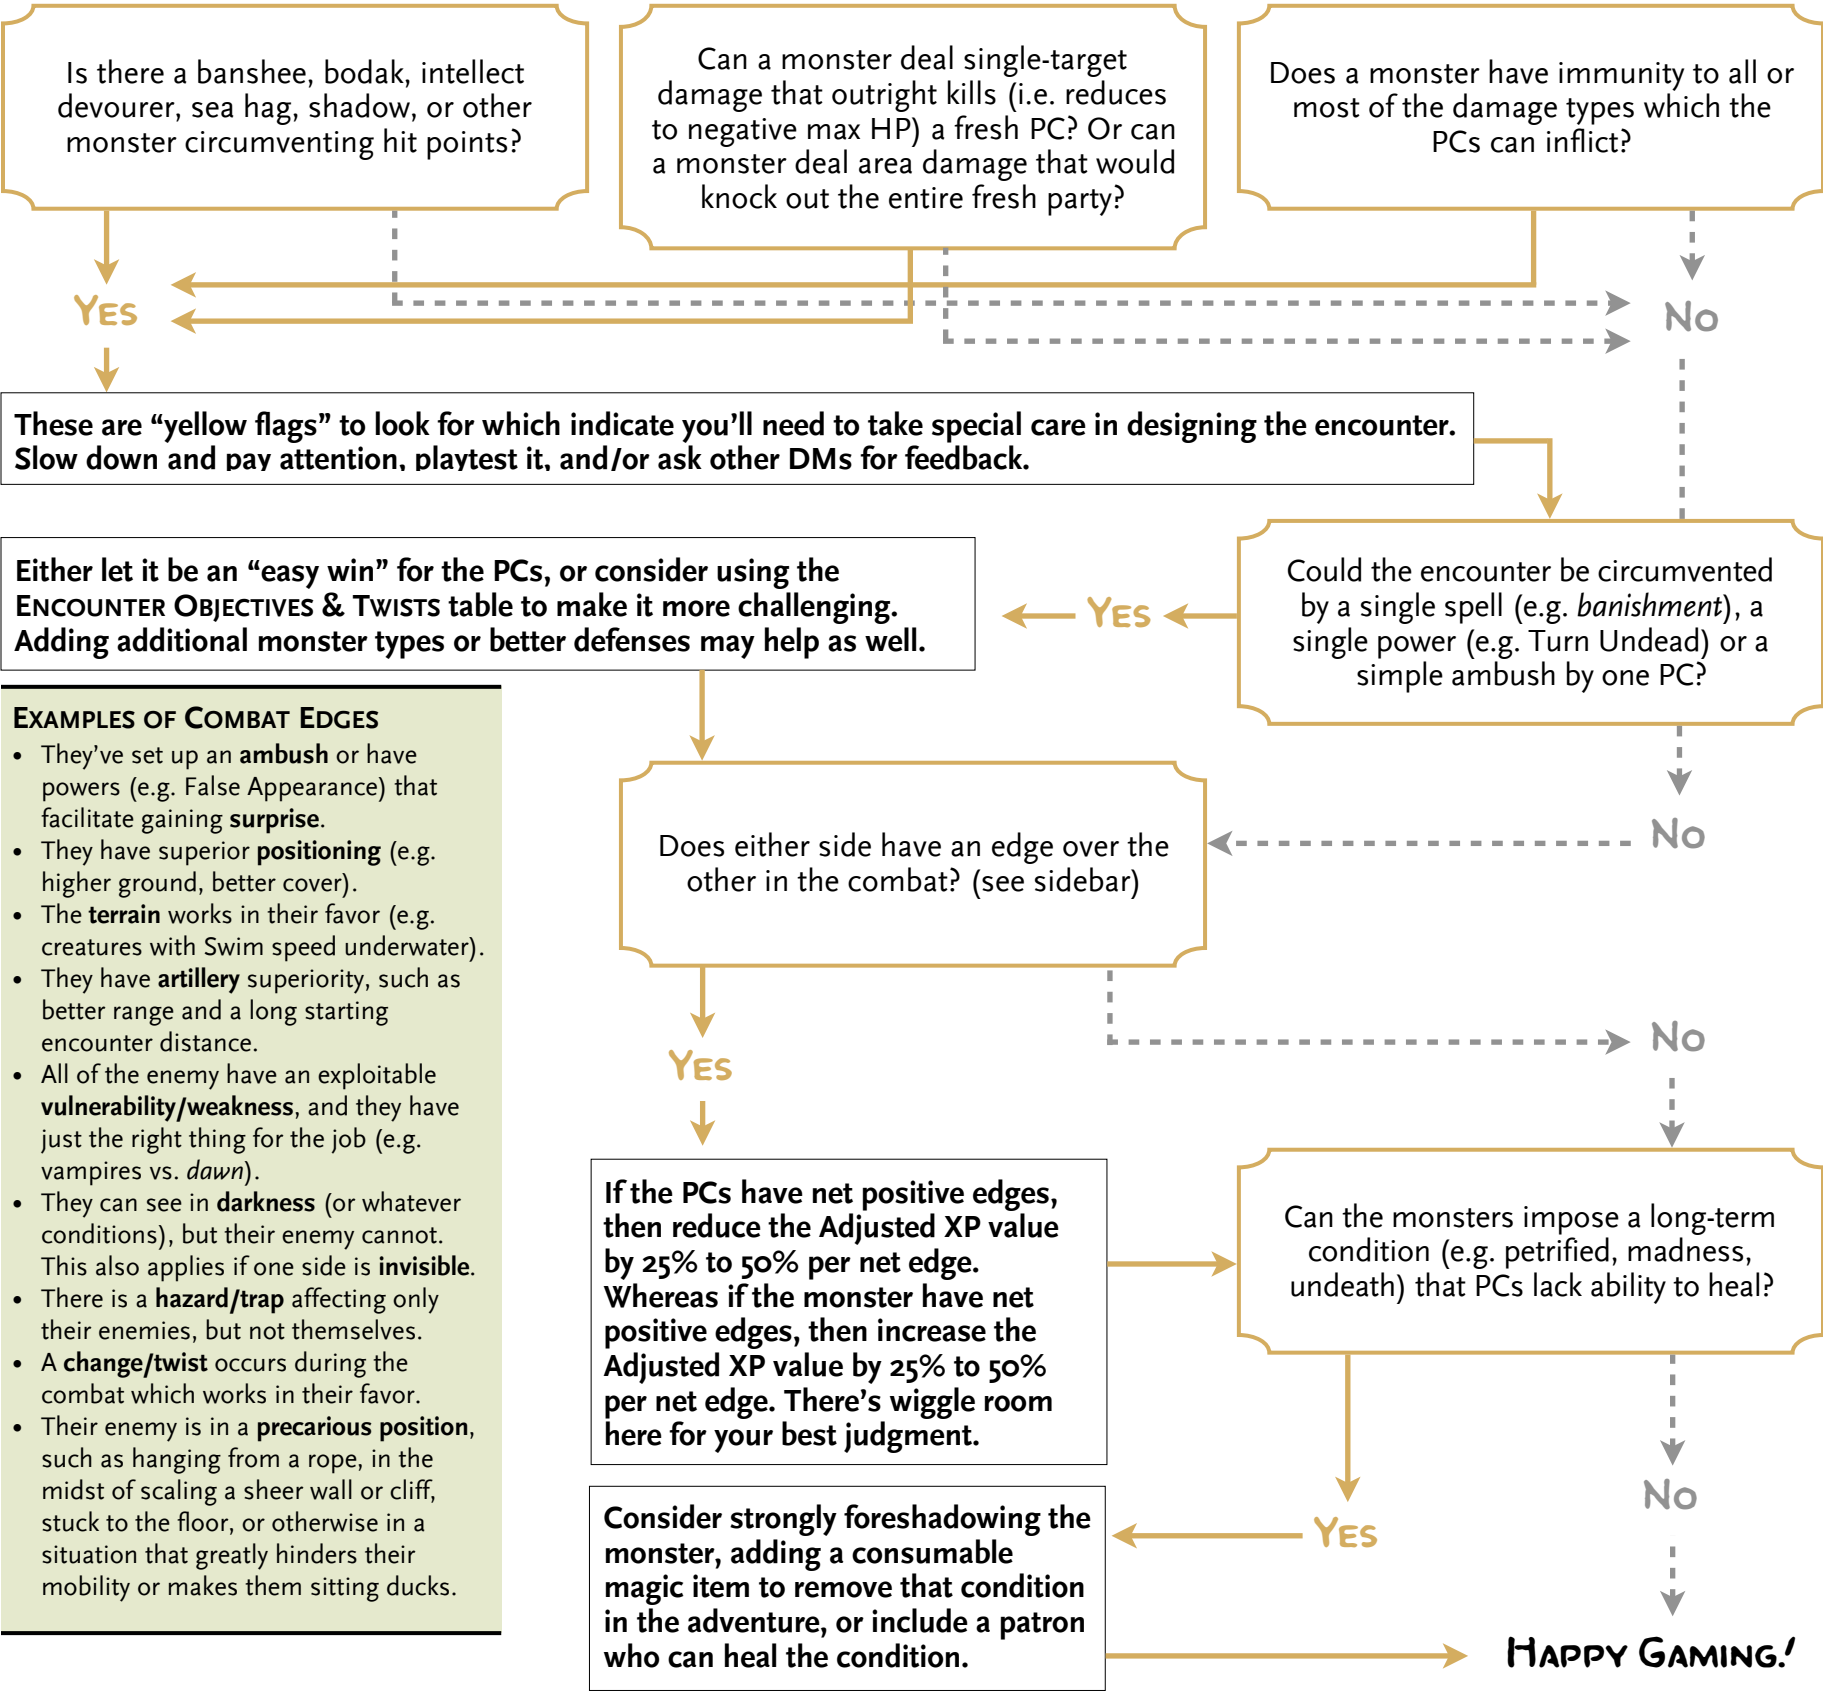 Is there a banshee, bodak, intellect
devourer, sea hag, shadow, or other
monster circumventing hit points?
Can a monster deal single-target
damage that outright kills (i.e. reduces
to negative max HP) a fresh PC? Or can
a monster deal area damage that would
knock out the entire fresh party?
Does a monster have immunity to all or
most of the damage types which the
PCs can inflict?
YES
NO
These are “yellow flags” to look for which indicate you’ll need to take special care in designing the encounter.
Slow down and pay attention, playtest it, and/or ask other DMs for feedback.
Could the encounter be circumvented
by a single spell (e.g. banishment), a
single power (e.g. Turn Undead) or a
simple ambush by one PC?
YES
Either let it be an “easy win” for the PCs, or consider using the
ENCOUNTER OBJECTIVES & TWISTS table to make it more challenging.
Adding additional monster types or better defenses may help as well.
NO
Does either side have an edge over the
other in the combat? (see sidebar)
EXAMPLES OF COMBAT EDGES
• They’ve set up an ambush or have
powers (e.g. False Appearance) that
facilitate gaining surprise.
• They have superior positioning (e.g.
higher ground, better cover).
• The terrain works in their favor (e.g.
creatures with Swim speed underwater).
• They have artillery superiority, such as
better range and a long starting
encounter distance.
• All of the enemy have an exploitable
vulnerability/weakness, and they have
just the right thing for the job (e.g.
vampires vs. dawn).
• They can see in darkness (or whatever
conditions), but their enemy cannot.
This also applies if one side is invisible.
• There is a hazard/trap affecting only
their enemies, but not themselves.
• A change/twist occurs during the
combat which works in their favor.
• Their enemy is in a precarious position,
such as hanging from a rope, in the
midst of scaling a sheer wall or cliff,
stuck to the floor, or otherwise in a
situation that greatly hinders their
mobility or makes them sitting ducks.
YES
NO
If the PCs have net positive edges,
then reduce the Adjusted XP value
by 25% to 50% per net edge.
Whereas if the monster have net
positive edges, then increase the
Adjusted XP value by 25% to 50%
per net edge. There’s wiggle room
here for your best judgment.
Can the monsters impose a long-term
condition (e.g. petrified, madness,
undeath) that PCs lack ability to heal?
YES
NO
Consider strongly foreshadowing the
monster, adding a consumable
magic item to remove that condition
in the adventure, or include a patron
who can heal the condition.
HAPPY GAMING!